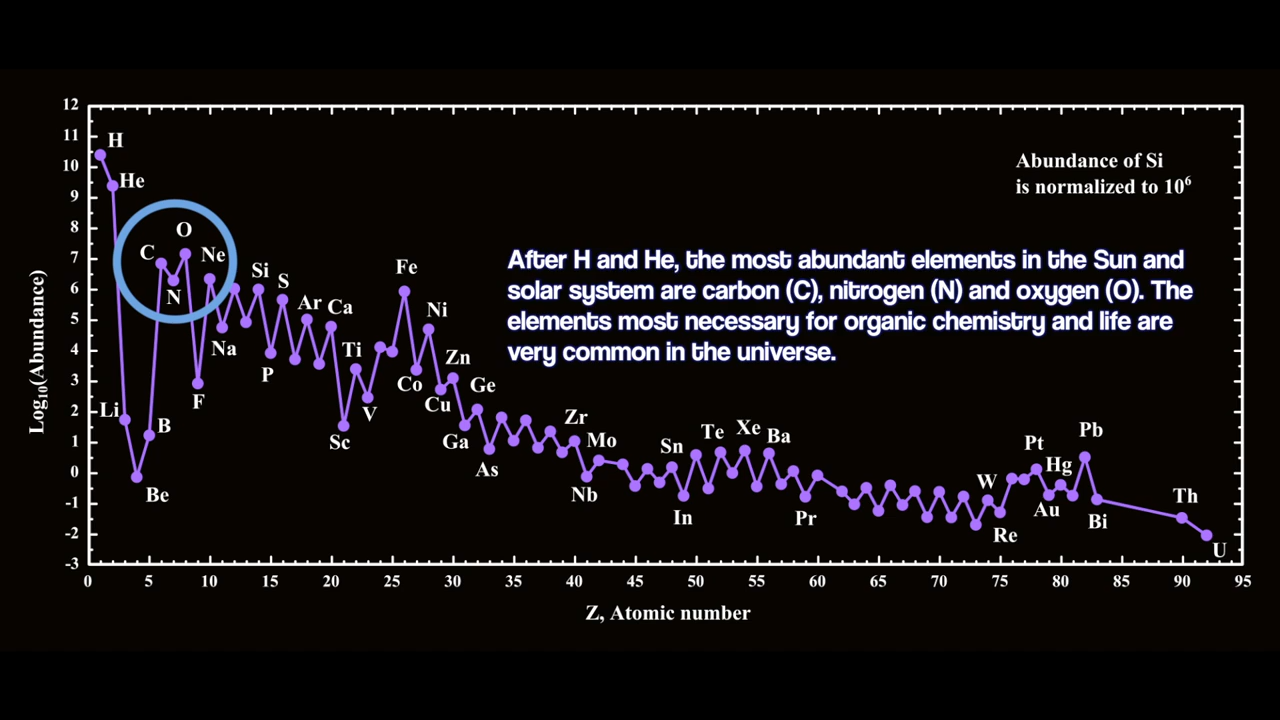 12
11
10
9
8
7
6
5
4
3
2
1
0
-1
-2
-3
Log10(Abundance)
H
He
Li
Be
B
C
N
O
F
Ne
Na
Si
P
S
Ar
Ca
Sc
Ti
V
Fe
Co
Ni
Cu
Zn
Ga
Ge
As
Zr
Nb
Mo
Sn
In
Te
Xe
Ba
Pr
W
Re
Pt
Au
Hg
Pb
Bi
Th
U
Abundance of Si
is normalized to 10⁶
After H and He, the most abundant elements in the Sun and
solar system are carbon (C), nitrogen (N) and oxygen (O). The
elements most necessary for organic chemistry and life are
very common in the universe.
0 5 10 15 20 25 30 35 40 45 50 55 60 65 70 75 80 85 90 95
Z, Atomic number